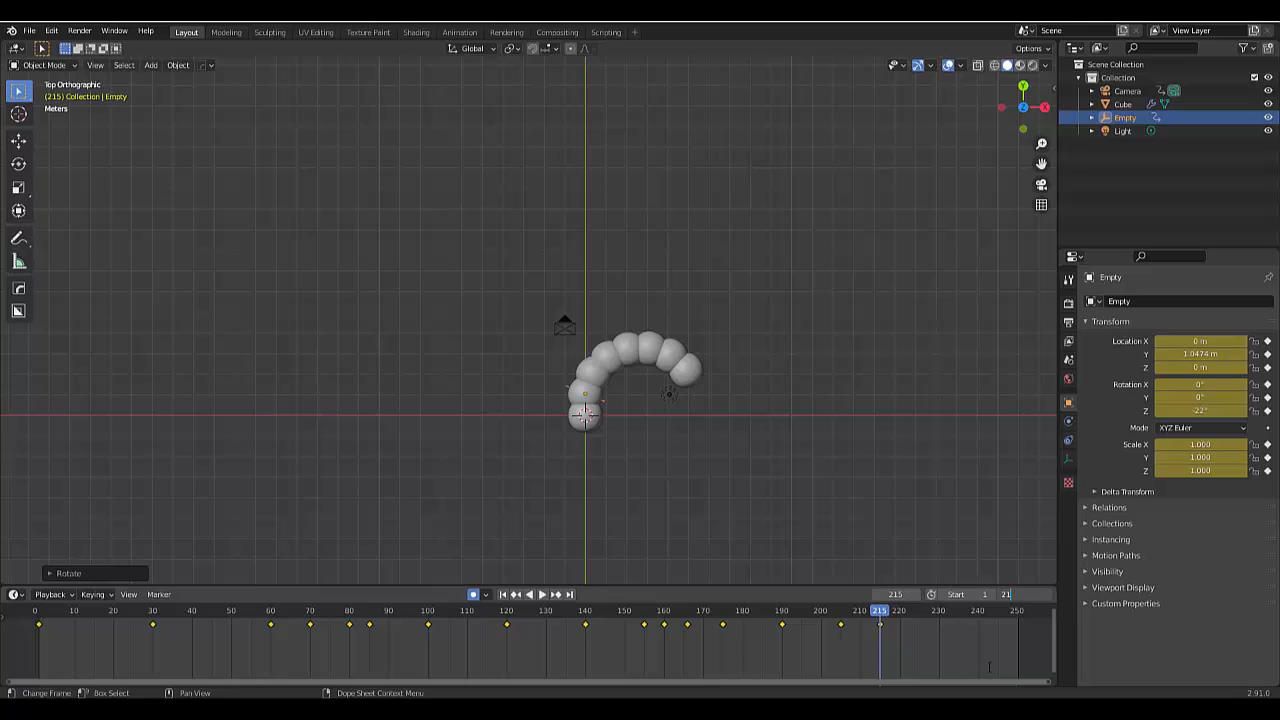 File Edit Render Window Help Layout Modeling Sculpting UV Editing Texture Paint Shading Animation Rendering Compositing Scripting + Scene View Layer
Global Options
Object Mode View Select Add Object
Top Orthographic
(215) Collection | Empty
Meters
Y
X
Z
Scene Collection
Collection
Camera
Cube
Empty
Light
Empty
Empty
Transform
Location X 0 m
Y 1.0474 m
Z 0 m
Rotation X 0°
Y 0°
Z -22°
Mode XYZ Euler
Scale X 1.000
Y 1.000
Z 1.000
Delta Transform
Relations
Collections
Instancing
Motion Paths
Visibility
Viewport Display
Custom Properties
Rotate
Playback Keying View Marker 215 Start 1 21
0 10 20 30 40 50 60 70 80 90 100 110 120 130 140 150 160 170 180 190 200 210 215 220 230 240 250
Change Frame Box Select Pan View Dope Sheet Context Menu 2.91.0